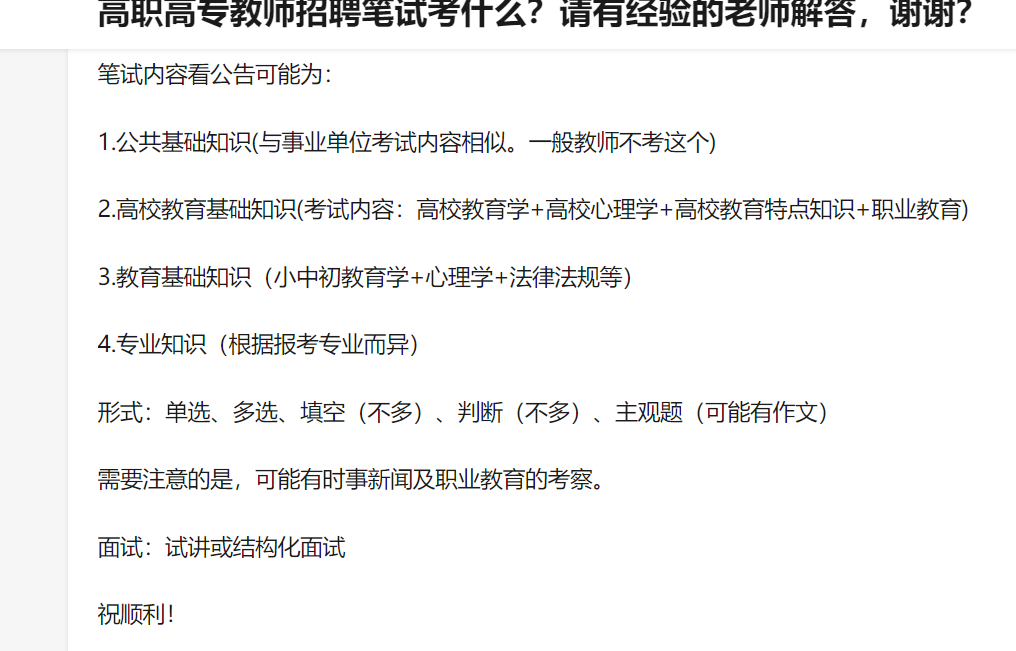 高职高专教师招聘笔试考什么？请有经验的老师解答，谢谢？
笔试内容看公告可能为：
1.公共基础知识(与事业单位考试内容相似。一般教师不考这个)
2.高校教育基础知识(考试内容：高校教育学+高校心理学+高校教育特点知识+职业教育)
3.教育基础知识（小中初教育学+心理学+法律法规等）
4.专业知识（根据报考专业而异）
形式：单选、多选、填空（不多）、判断（不多）、主观题（可能有作文）
需要注意的是，可能有时事新闻及职业教育的考察。
面试：试讲或结构化面试
祝顺利！